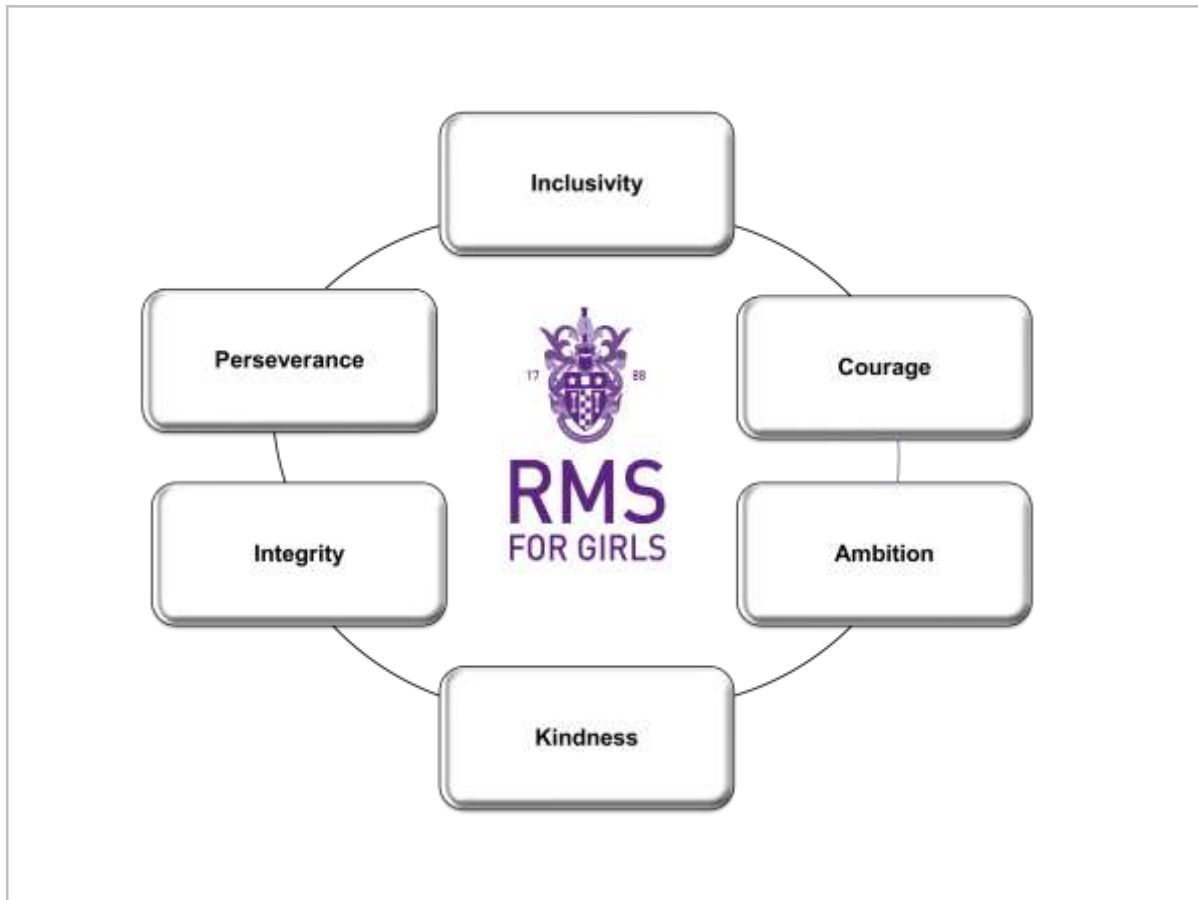 Inclusivity
Perseverance
Courage
17 88
RMS
FOR GIRLS
Integrity
Ambition
Kindness